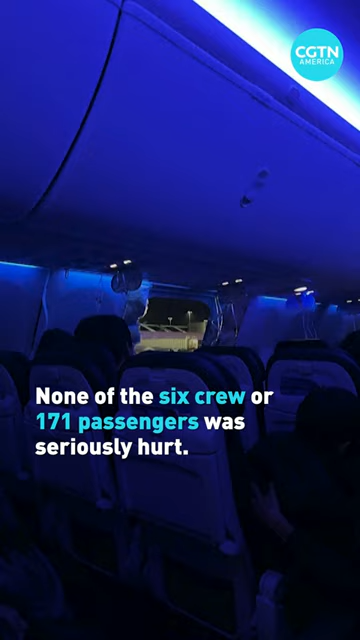 CGTN
AMERICA
None of the six crew or
171 passengers was
seriously hurt.